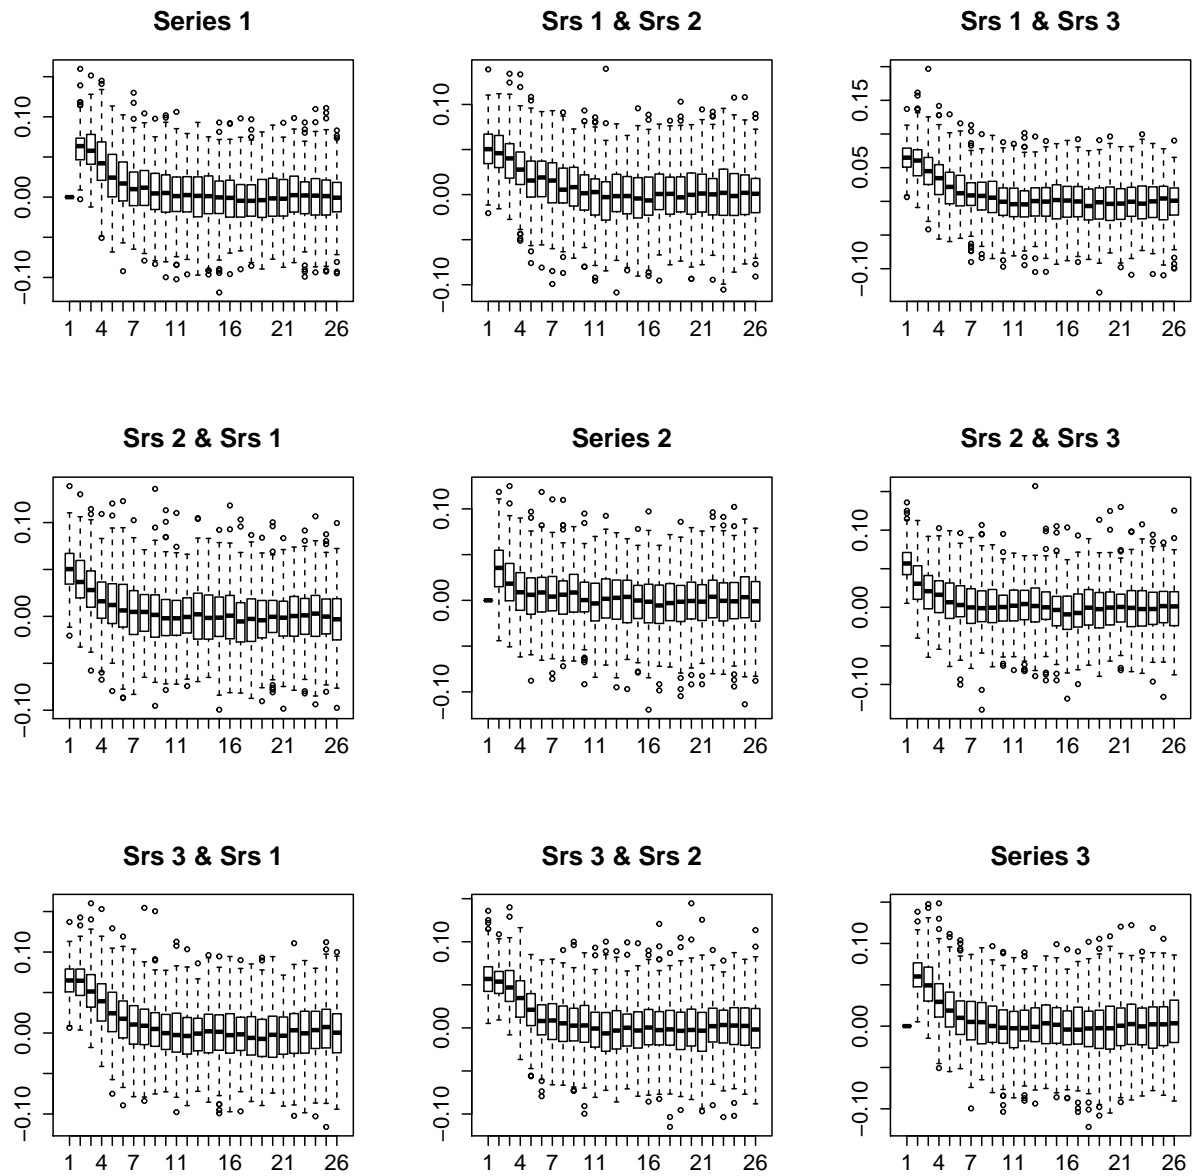 Series 1
Srs 1 & Srs 2
Srs 1 & Srs 3
0.10
0.00
−0.10
1 4 7 11 16 21 26
0.10
0.00
−0.10
1 4 7 11 16 21 26
0.15
0.05
−0.10
1 4 7 11 16 21 26
Srs 2 & Srs 1
Series 2
Srs 2 & Srs 3
0.10
0.00
−0.10
1 4 7 11 16 21 26
0.10
0.00
−0.10
1 4 7 11 16 21 26
0.10
0.00
−0.10
1 4 7 11 16 21 26
Srs 3 & Srs 1
Srs 3 & Srs 2
Series 3
0.10
0.00
−0.10
1 4 7 11 16 21 26
0.10
0.00
−0.10
1 4 7 11 16 21 26
0.10
0.00
−0.10
1 4 7 11 16 21 26